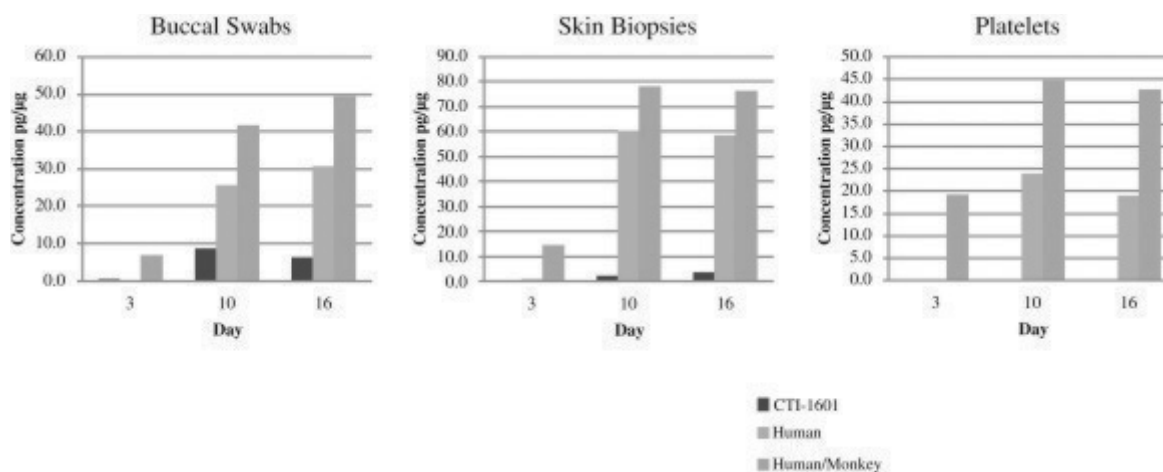 Buccal Swabs
60.0
50.0
40.0
30.0
20.0
10.0
0.0
Concentration pg/µg
3 10 16
Day
Skin Biopsies
90.0
80.0
70.0
60.0
50.0
40.0
30.0
20.0
10.0
0.0
Concentration pg/µg
3 10 16
Day
Platelets
50.0
45.0
40.0
35.0
30.0
25.0
20.0
15.0
10.0
5.0
0.0
Concentration pg/µg
3 10 16
Day
CTI-1601
Human
Human/Monkey